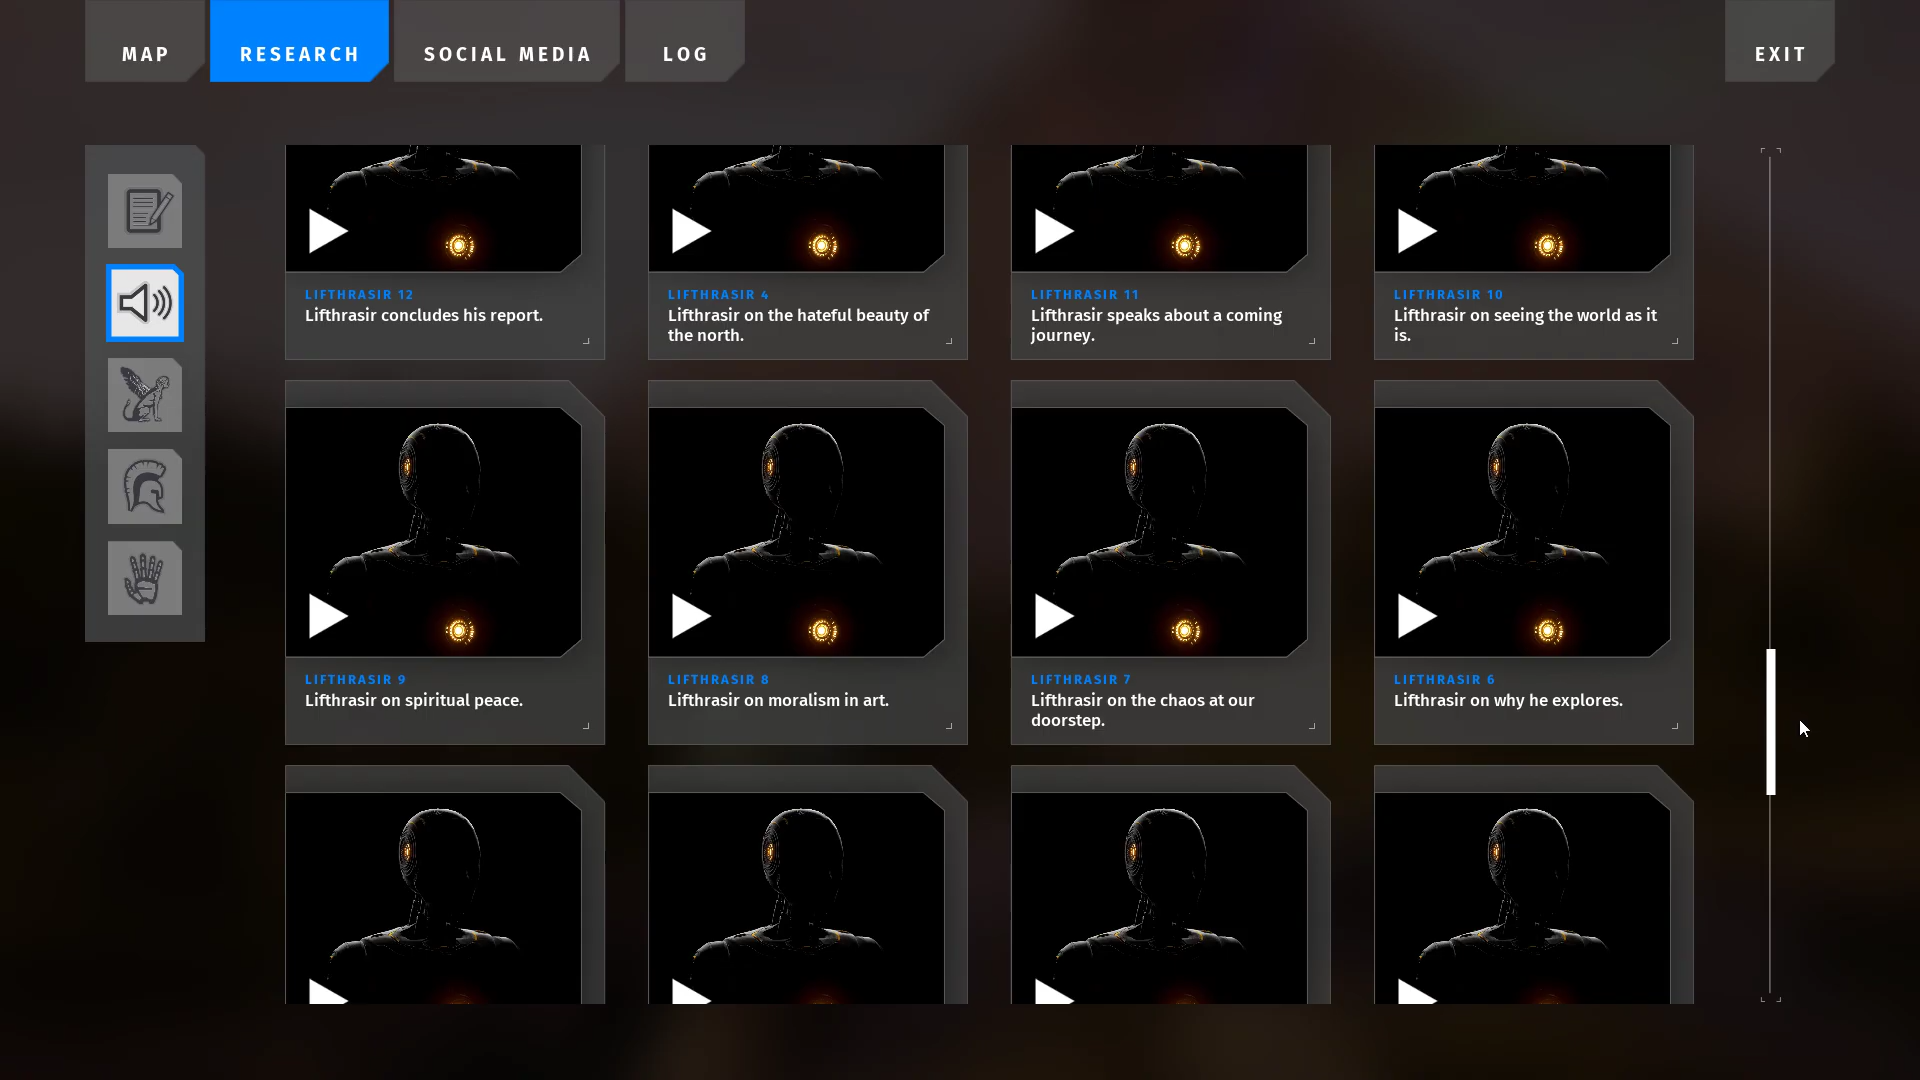 MAP
RESEARCH
SOCIAL MEDIA
LOG
EXIT
LIFTHRASIR 12
Lifthrasir concludes his report.
LIFTHRASIR 4
Lifthrasir on the hateful beauty of
the north.
LIFTHRASIR 11
Lifthrasir speaks about a coming
journey.
LIFTHRASIR 10
Lifthrasir on seeing the world as it
is.
LIFTHRASIR 9
Lifthrasir on spiritual peace.
LIFTHRASIR 8
Lifthrasir on moralism in art.
LIFTHRASIR 7
Lifthrasir on the chaos at our
doorstep.
LIFTHRASIR 6
Lifthrasir on why he explores.